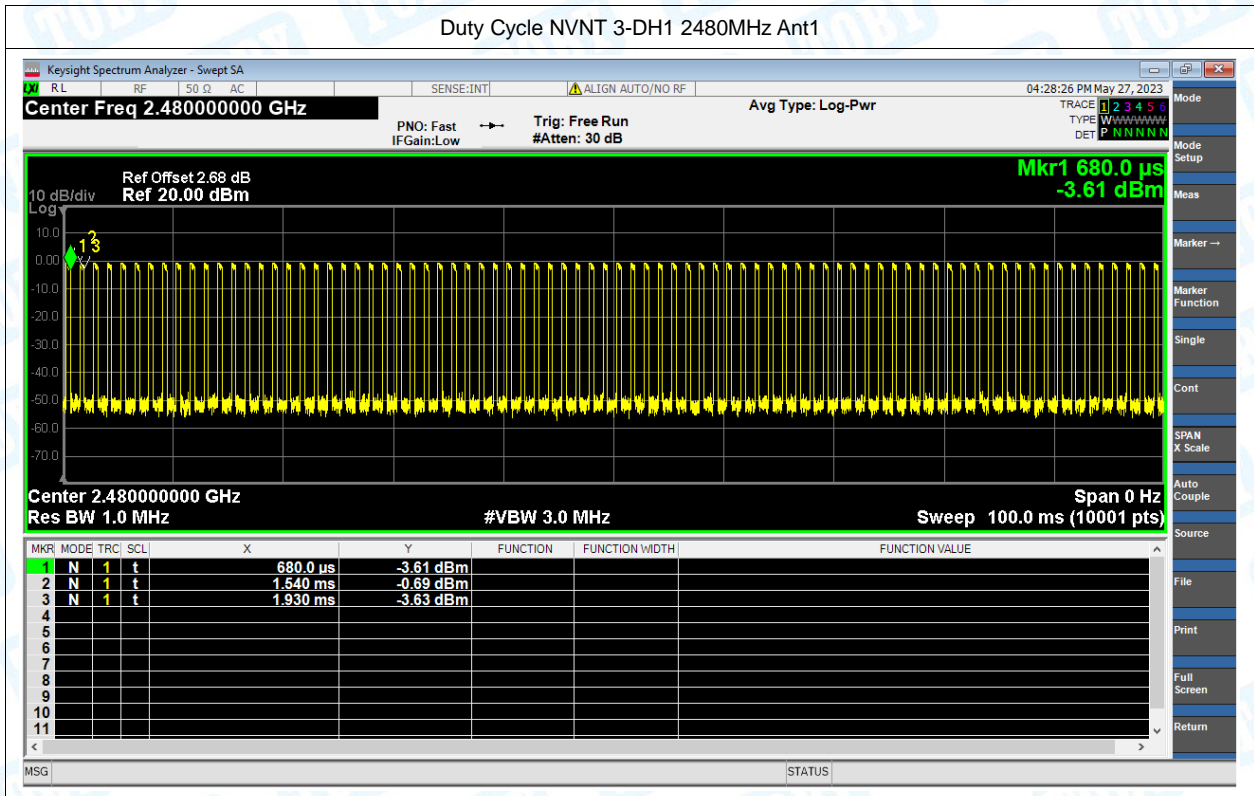 Duty Cycle NVNT 3-DH1 2480MHz Ant1
Keysight Spectrum Analyzer - Swept SA
LXI RL RF 50 Ω AC SENSE:INT ALIGN AUTO/NO RF 04:28:26 PM May 27, 2023
Center Freq 2.480000000 GHz
PNO: Fast
IFGain:Low
Trig: Free Run
#Atten: 30 dB
Avg Type: Log-Pwr
TRACE 1 2 3 4 5 6
TYPE WWWWWWW
DET P N N N N N
Mkr1 680.0 µs
-3.61 dBm
Ref Offset 2.68 dB
10 dB/div Ref 20.00 dBm
Log
10.0
0.00
-10.0
-20.0
-30.0
-40.0
-50.0
-60.0
-70.0
1
2
3
Center 2.480000000 GHz Span 0 Hz
Res BW 1.0 MHz #VBW 3.0 MHz Sweep 100.0 ms (10001 pts)
MKR MODE TRC SCL X Y FUNCTION FUNCTION WIDTH FUNCTION VALUE
1 N 1 t 680.0 µs -3.61 dBm
2 N 1 t 1.540 ms -0.69 dBm
3 N 1 t 1.930 ms -3.63 dBm
4
5
6
7
8
9
10
11
MSG STATUS
Mode
Mode Setup
Meas
Marker →
Marker Function
Single
Cont
SPAN X Scale
Auto Couple
Source
File
Print
Full Screen
Return
TOBY